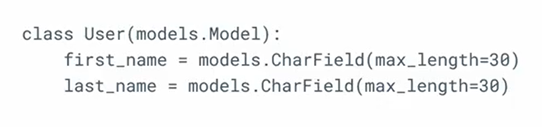 class User(models.Model):
    first_name = models.CharField(max_length=30)
    last_name = models.CharField(max_length=30)